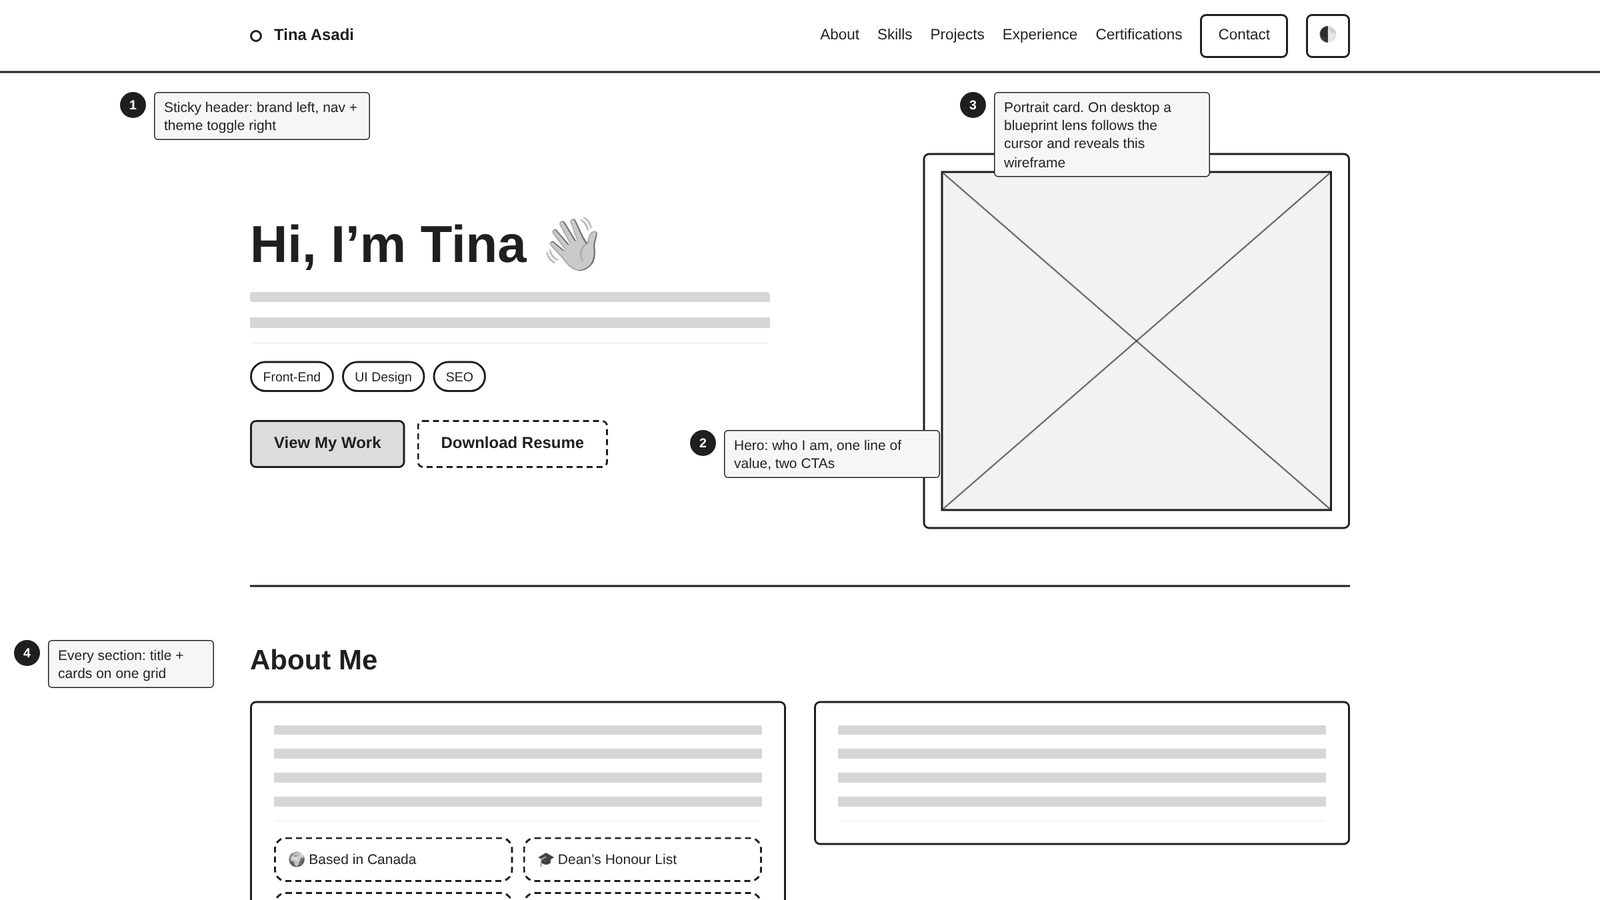 Tina Asadi
About
Skills
Projects
Experience
Certifications
Contact
1
Sticky header: brand left, nav +
theme toggle right
3
Portrait card. On desktop a
blueprint lens follows the
cursor and reveals this
wireframe
Hi, I’m Tina 👋
Front-End
UI Design
SEO
View My Work
Download Resume
2
Hero: who I am, one line of
value, two CTAs
4
Every section: title +
cards on one grid
About Me
🌍 Based in Canada
🎓 Dean’s Honour List